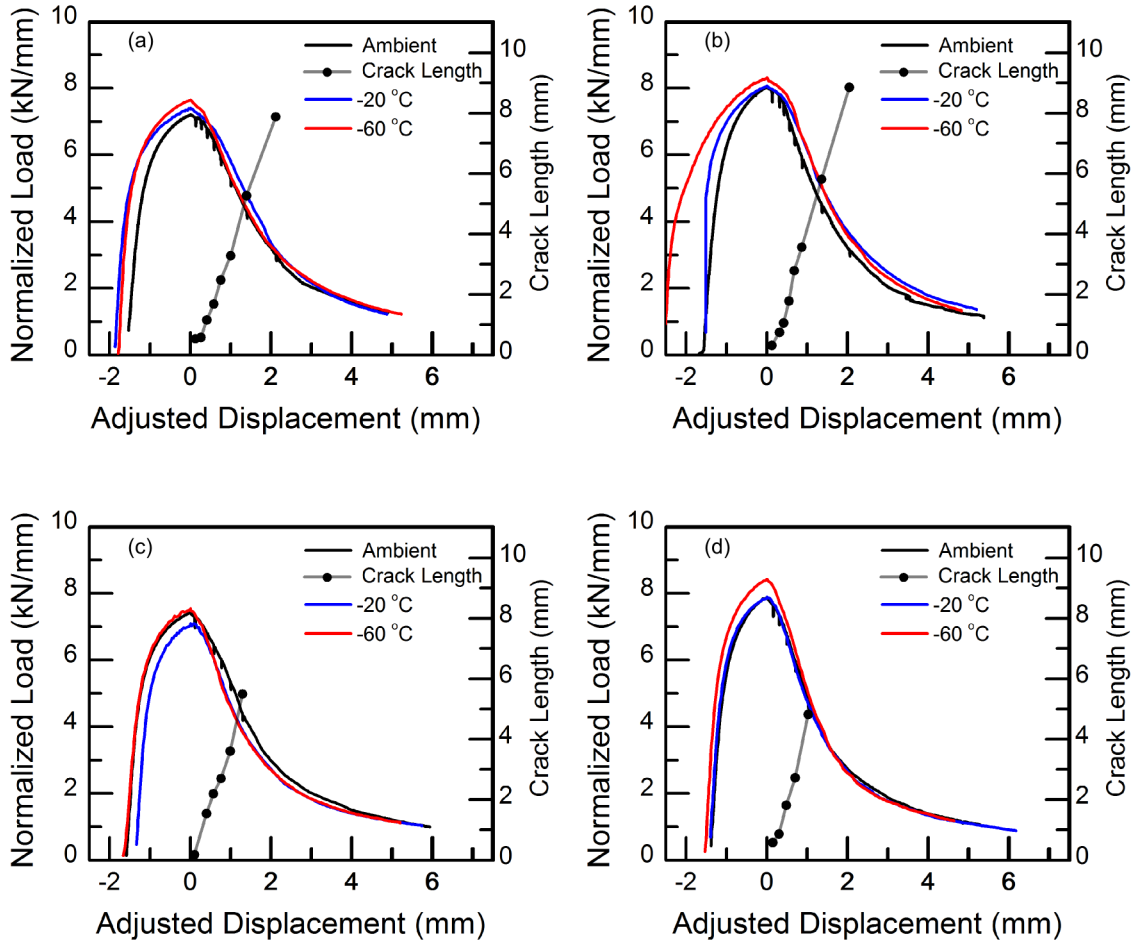 (a)
Ambient
Crack Length
-20 °C
-60 °C
10
8
6
4
2
0
10
8
6
4
2
0
-2 0 2 4 6
Normalized Load (kN/mm)
Crack Length (mm)
Adjusted Displacement (mm)
(b)
Ambient
Crack Length
-20 °C
-60 °C
10
8
6
4
2
0
10
8
6
4
2
0
-2 0 2 4 6
Normalized Load (kN/mm)
Crack Length (mm)
Adjusted Displacement (mm)
(c)
Ambient
Crack Length
-20 °C
-60 °C
10
8
6
4
2
0
10
8
6
4
2
0
-2 0 2 4 6
Normalized Load (kN/mm)
Crack Length (mm)
Adjusted Displacement (mm)
(d)
Ambient
Crack Length
-20 °C
-60 °C
10
8
6
4
2
0
10
8
6
4
2
0
-2 0 2 4 6
Normalized Load (kN/mm)
Crack Length (mm)
Adjusted Displacement (mm)